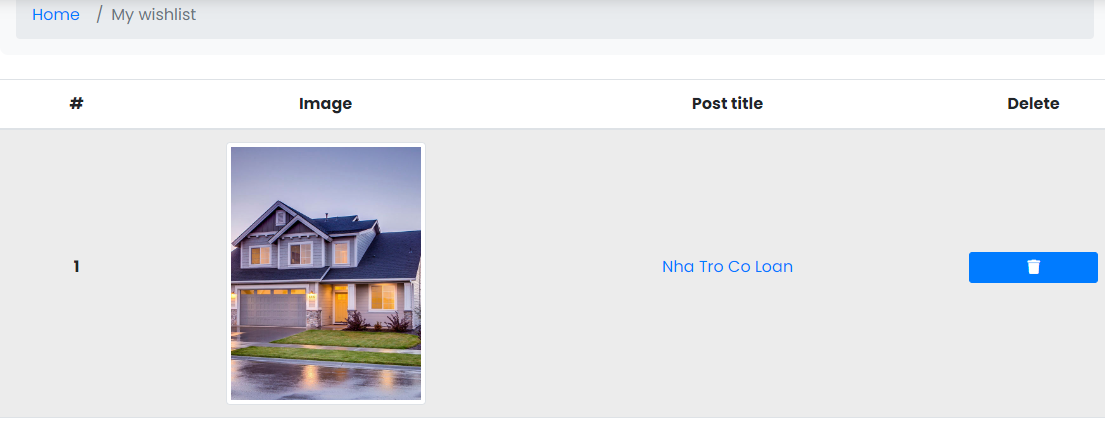 Home / My wishlist
# Image Post title Delete
1 Nha Tro Co Loan